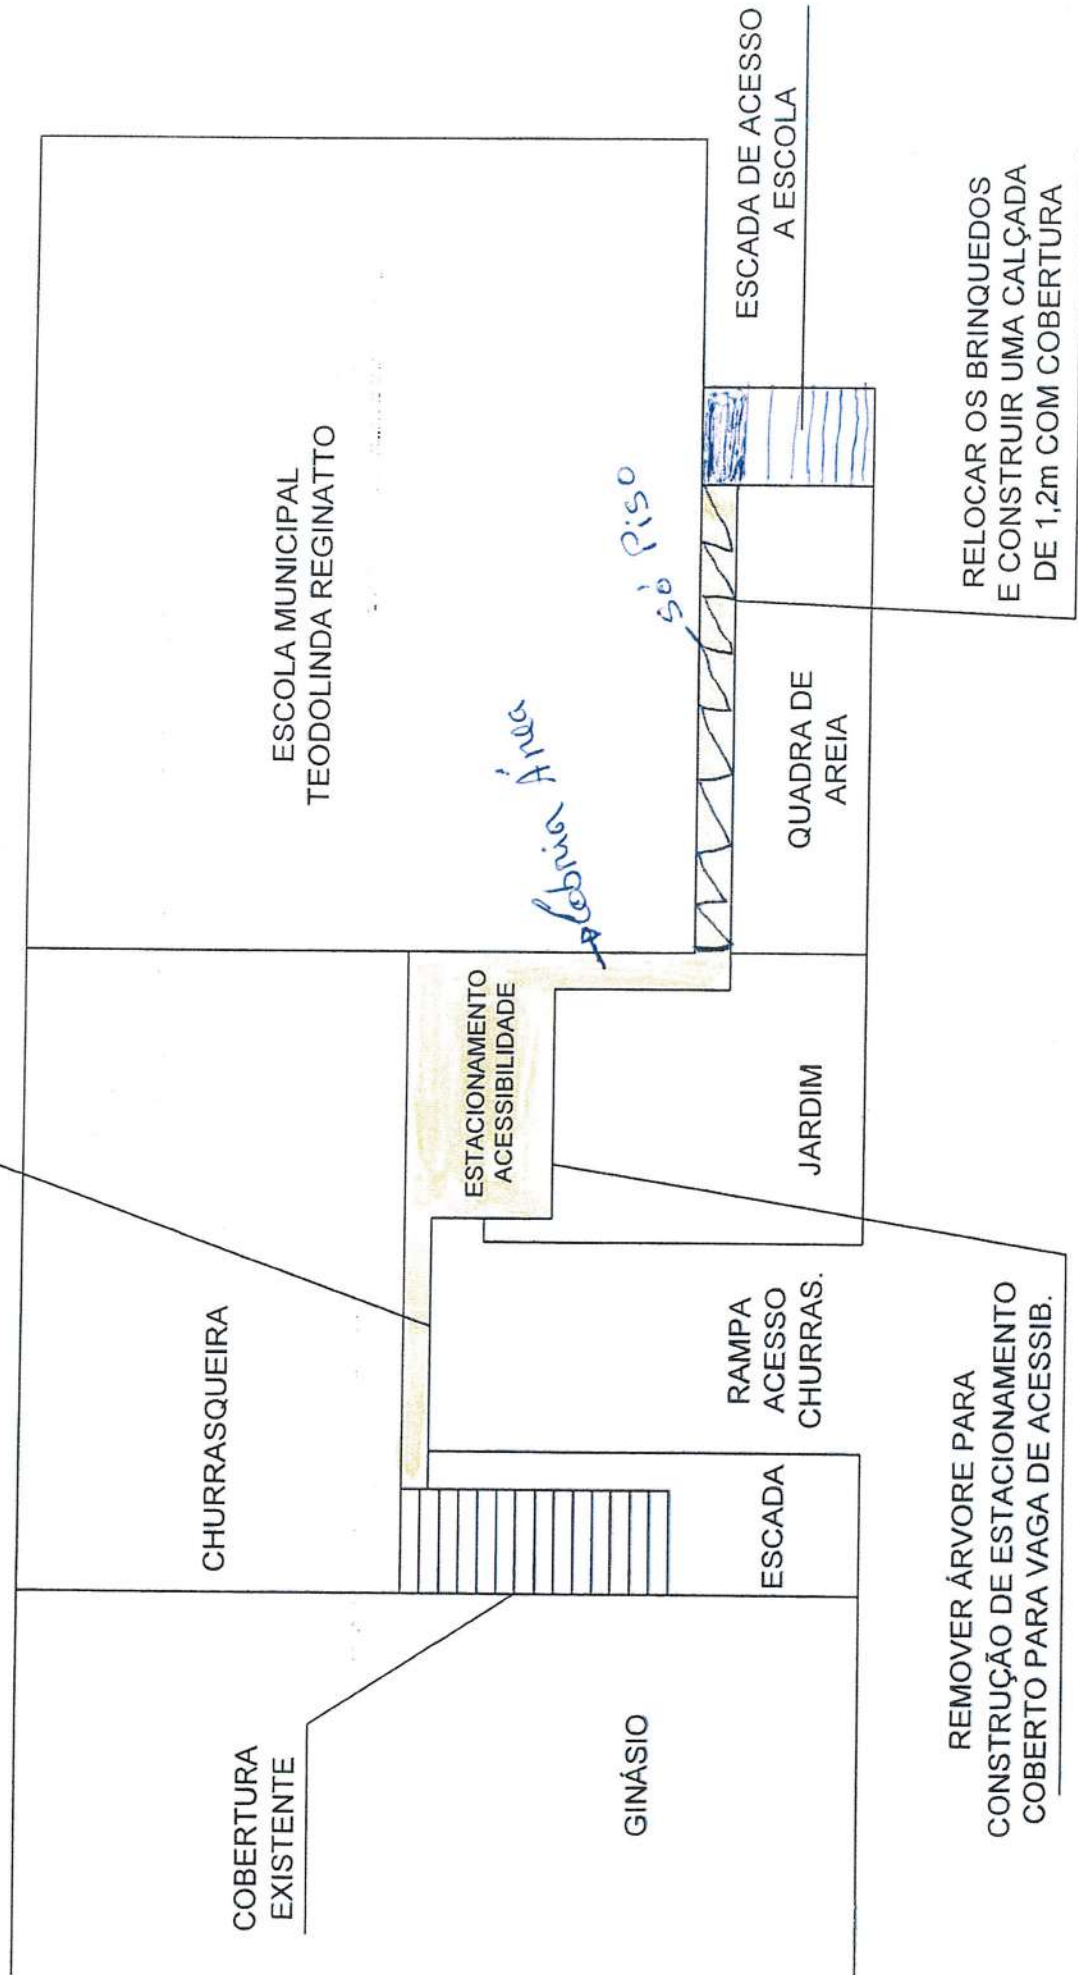 COBERTURA
EXISTENTE
GINÁSIO
CHURRASQUEIRA
ESCADA
RAMPA
ACESSO
CHURRAS.
ESTACIONAMENTO
ACESSIBILIDADE
JARDIM
REMOVER ÁRVORE PARA
CONSTRUÇÃO DE ESTACIONAMENTO
COBERTO PARA VAGA DE ACESSIB.
ESCOLA MUNICIPAL
TEODOLINDA REGINATTO
Cobrir Área
só Piso
QUADRA DE
AREIA
ESCADA DE ACESSO
A ESCOLA
RELOCAR OS BRINQUEDOS
E CONSTRUIR UMA CALÇADA
DE 1,2m COM COBERTURA